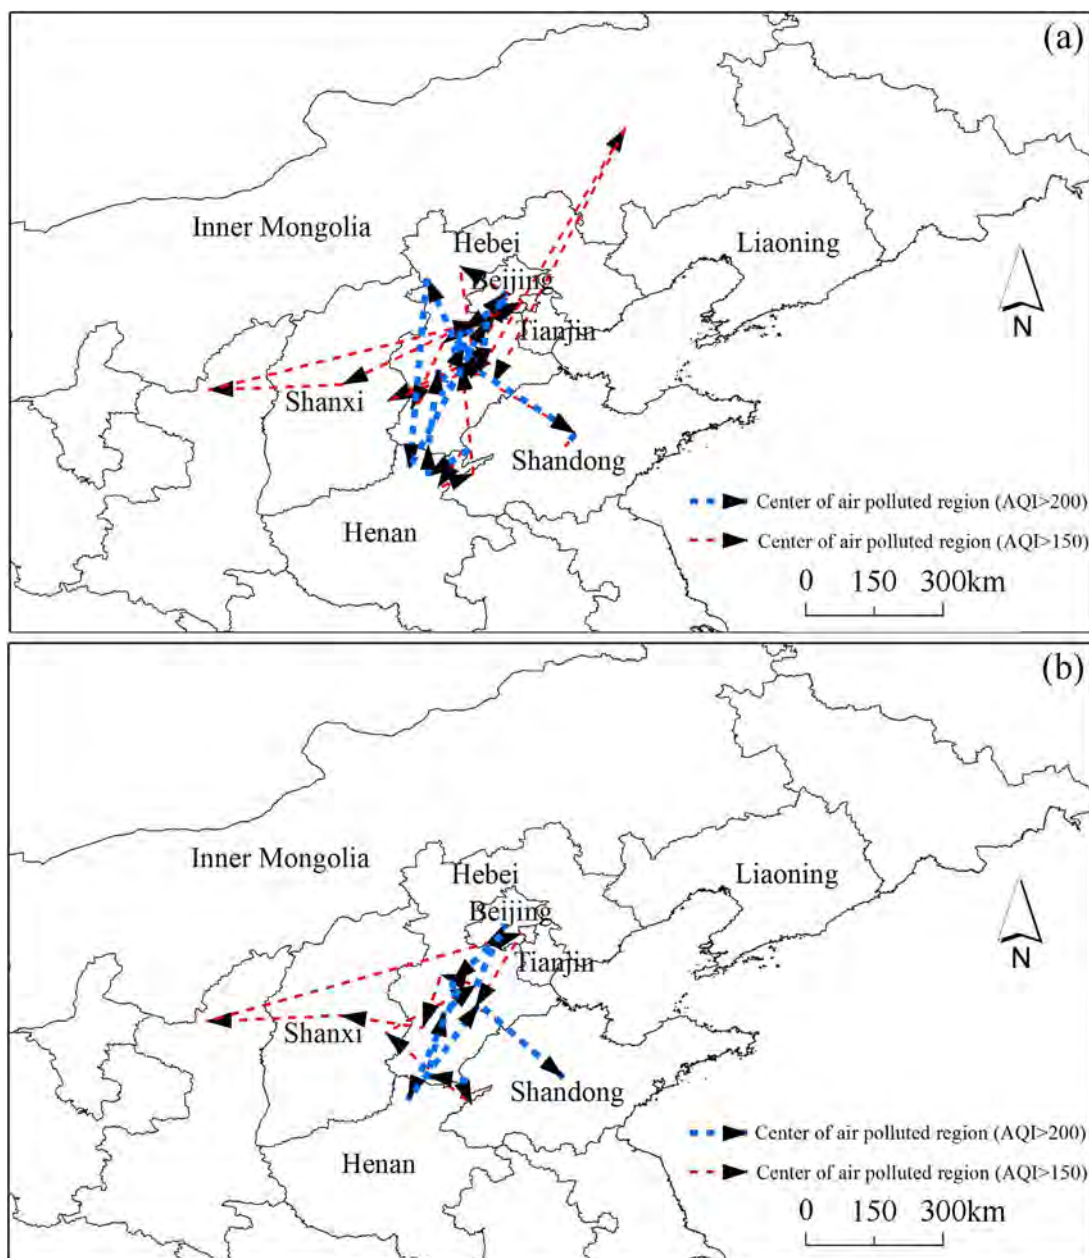 (a)
Inner Mongolia
Hebei
Liaoning
Beijing
Tianjin
N
Shanxi
Shandong
Center of air polluted region (AQI>200)
Henan
Center of air polluted region (AQI>150)
0 150 300km
(b)
Inner Mongolia
Hebei
Liaoning
Beijing
Tianjin
N
Shanxi
Shandong
Center of air polluted region (AQI>200)
Henan
Center of air polluted region (AQI>150)
0 150 300km